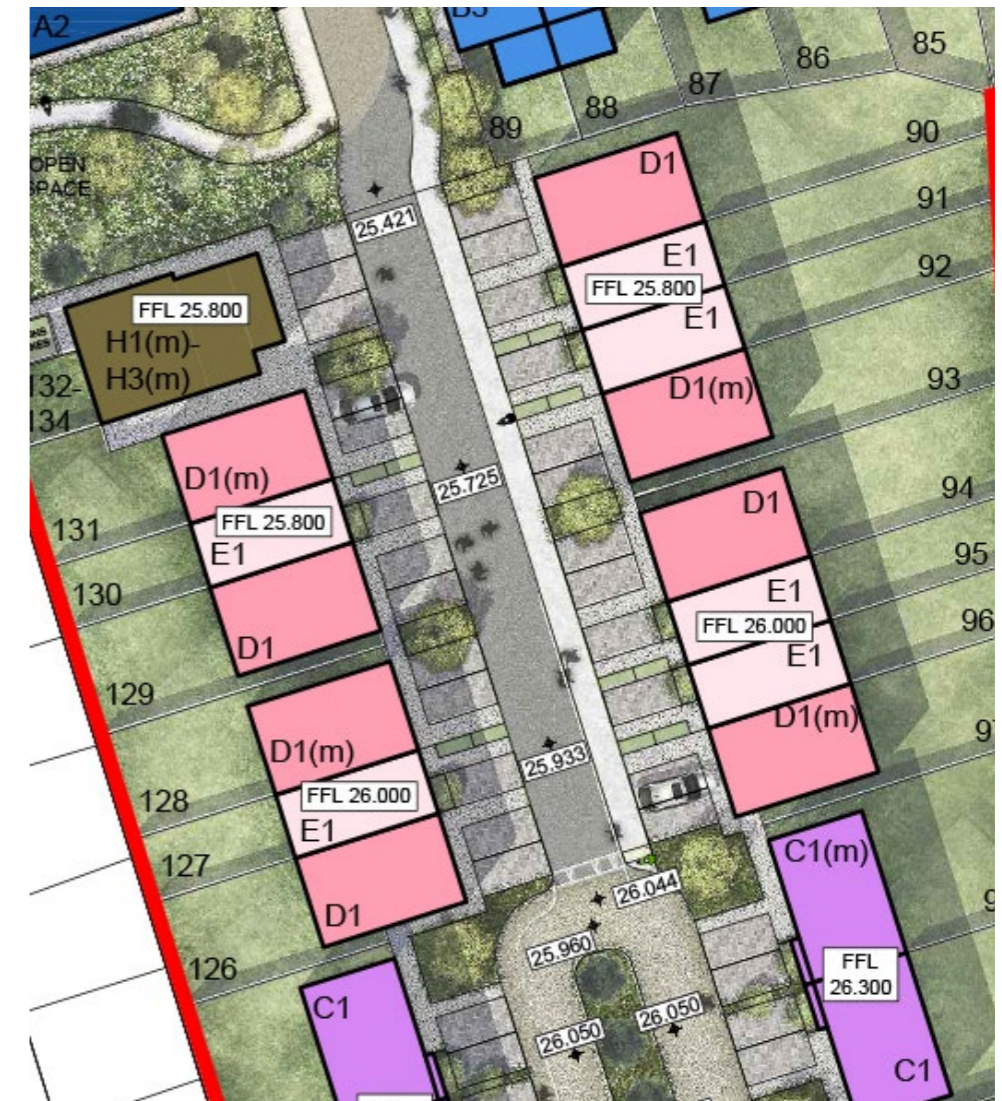 A2
B3
85
86
87
88
89
90
91
92
93
94
95
96
OPEN
SPACE
25.421
D1
E1
FFL 25.800
E1
D1(m)
FFL 25.800
H1(m)-
H3(m)
132-
134
25.725
D1(m)
FFL 25.800
E1
D1
131
130
129
D1
E1
FFL 26.000
E1
D1(m)
25.933
D1(m)
FFL 26.000
E1
D1
128
127
126
26.044
25.960
26.050
26.050
C1(m)
FFL
26.300
C1
C1